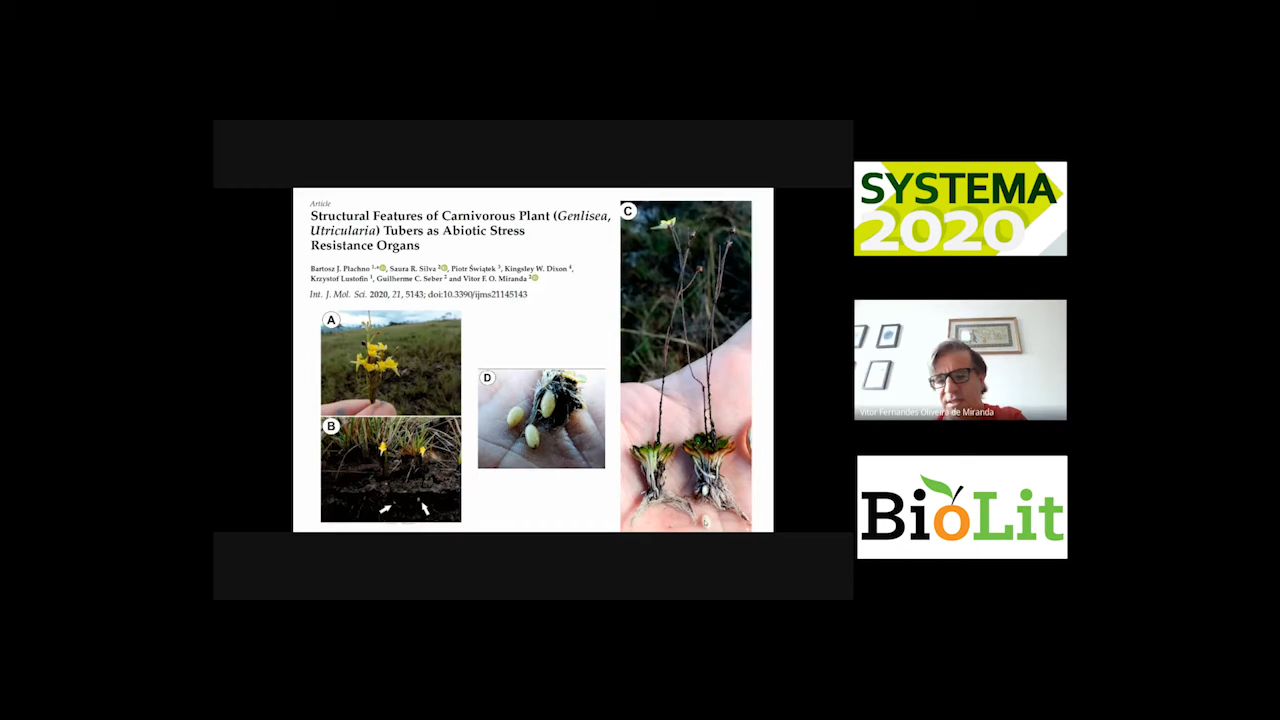 Article
Structural Features of Carnivorous Plant (Genlisea,
Utricularia) Tubers as Abiotic Stress
Resistance Organs
Bartosz J. Płachno 1,*, Saura R. Silva 2, Piotr Świątek 3, Kingsley W. Dixon 4,
Krzystof Lustofin 1, Guilherme C. Seber 2 and Vitor F. O. Miranda 2
Int. J. Mol. Sci. 2020, 21, 5143; doi:10.3390/ijms21145143
A
B
D
C
SYSTEMA
2020
Vitor Fernandes Oliveira de Miranda
BioLit